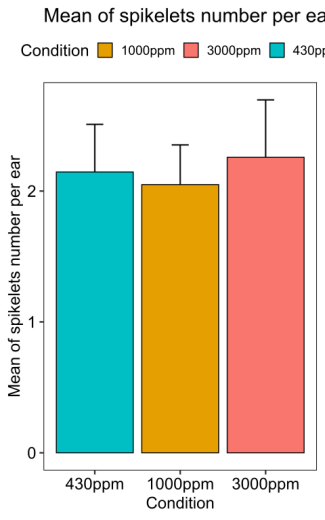 Mean of spikelets number per ea
Condition 1000ppm 3000ppm 430pp
Mean of spikelets number per ear
2
1
0
430ppm 1000ppm 3000ppm
Condition